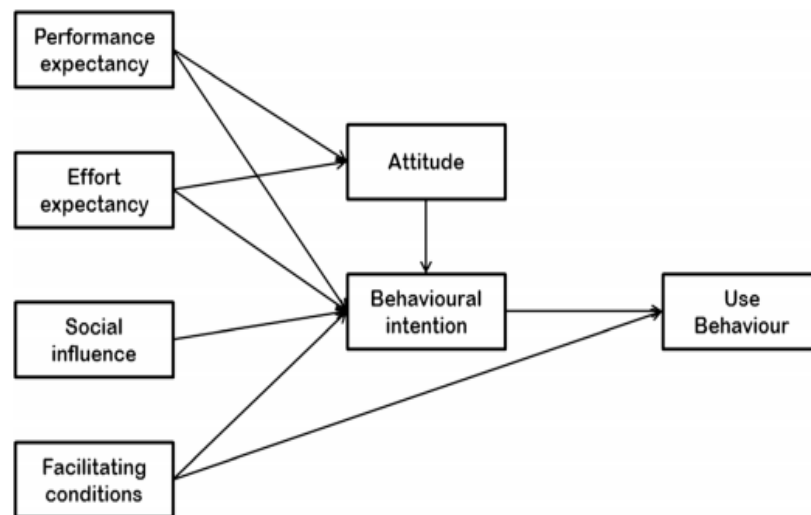 Performance
expectancy
Effort
expectancy
Social
influence
Facilitating
conditions
Attitude
Behavioural
intention
Use
Behaviour